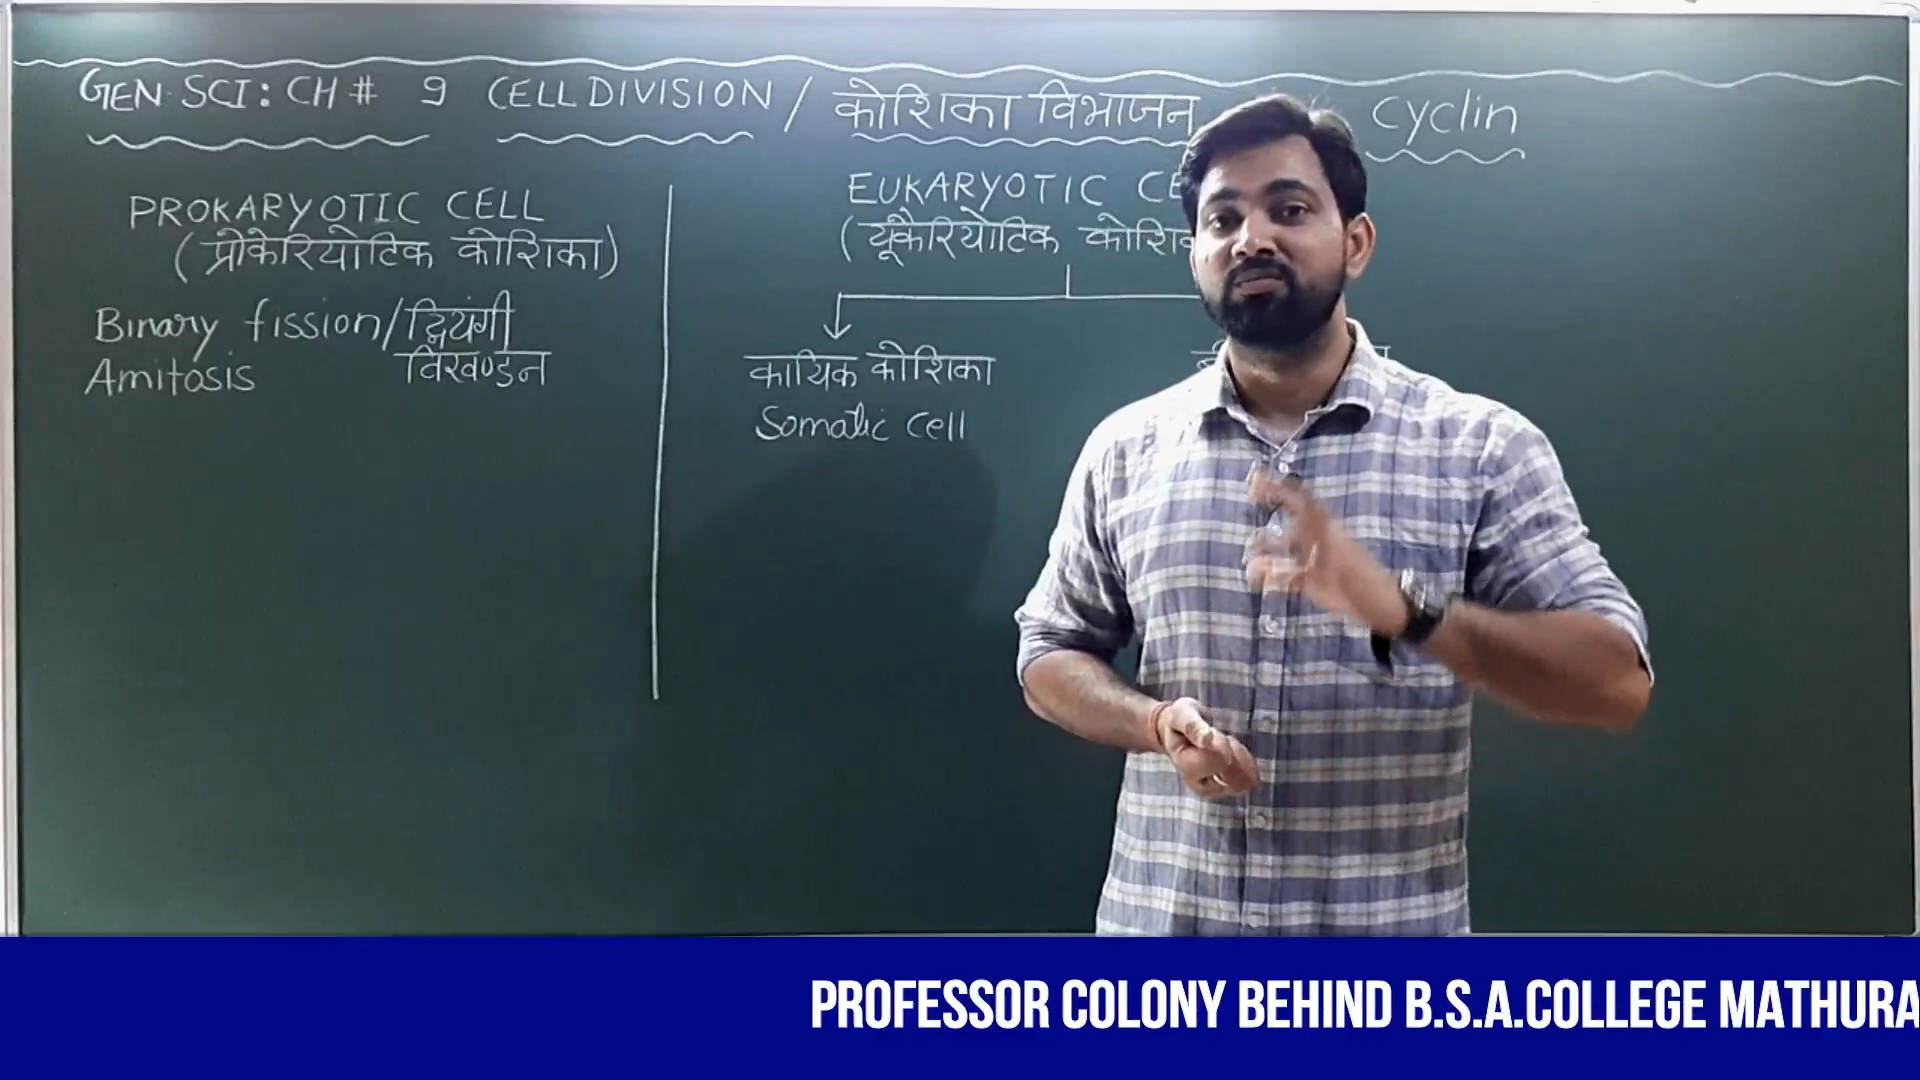 GEN. SCI: CH # 9 CELL DIVISION / कोशिका विभाजन Cyclin
PROKARYOTIC CELL
(प्रोकेरियोटिक कोशिका)
Binary fission/द्वियंगी
विखण्डन
Amitosis
EUKARYOTIC
(यूकैरियोटिक
कायिक कोशिका
Somatic Cell
PROFESSOR COLONY BEHIND B.S.A.COLLEGE MATHURA